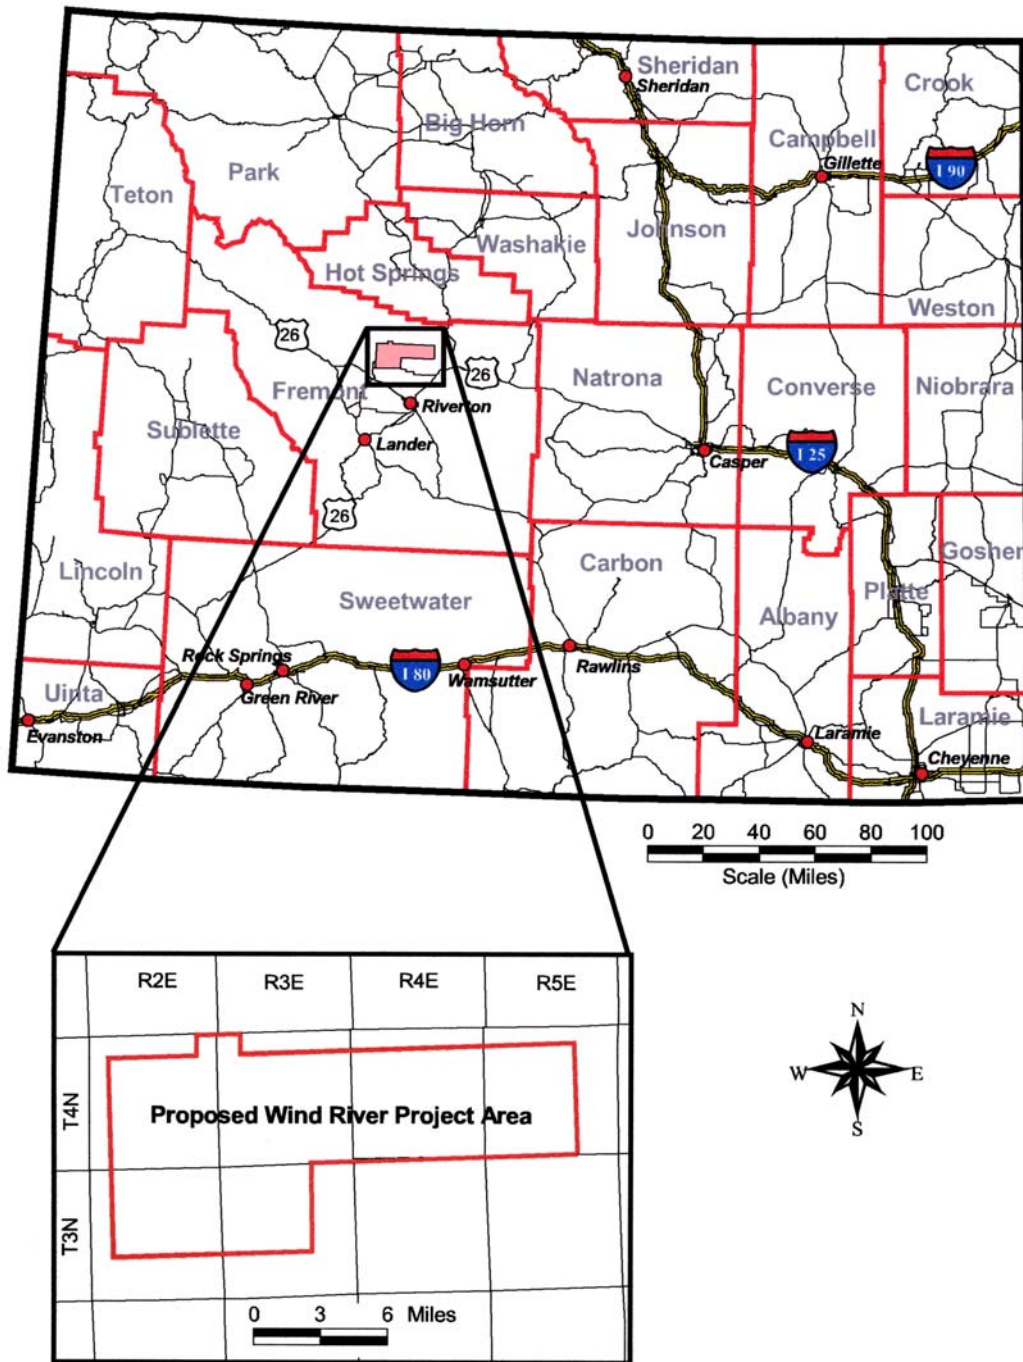 Sheridan
Sheridan
Crook
Big Horn
Campbell
Gillette
I 90
Park
Teton
Washakie
Johnson
Hot Springs
Weston
26
26
Natrona
Converse
Niobrara
Fremont
Riverton
Sublette
Lander
Casper
I 25
26
Goshen
Lincoln
Carbon
Platte
Sweetwater
Albany
Rock Springs
Rawlins
I 80
Wamsutter
Uinta
Green River
Laramie
Evanston
Laramie
Cheyenne
0 20 40 60 80 100
Scale (Miles)
R2E R3E R4E R5E
T4N
Proposed Wind River Project Area
T3N
0 3 6 Miles
N
W E
S